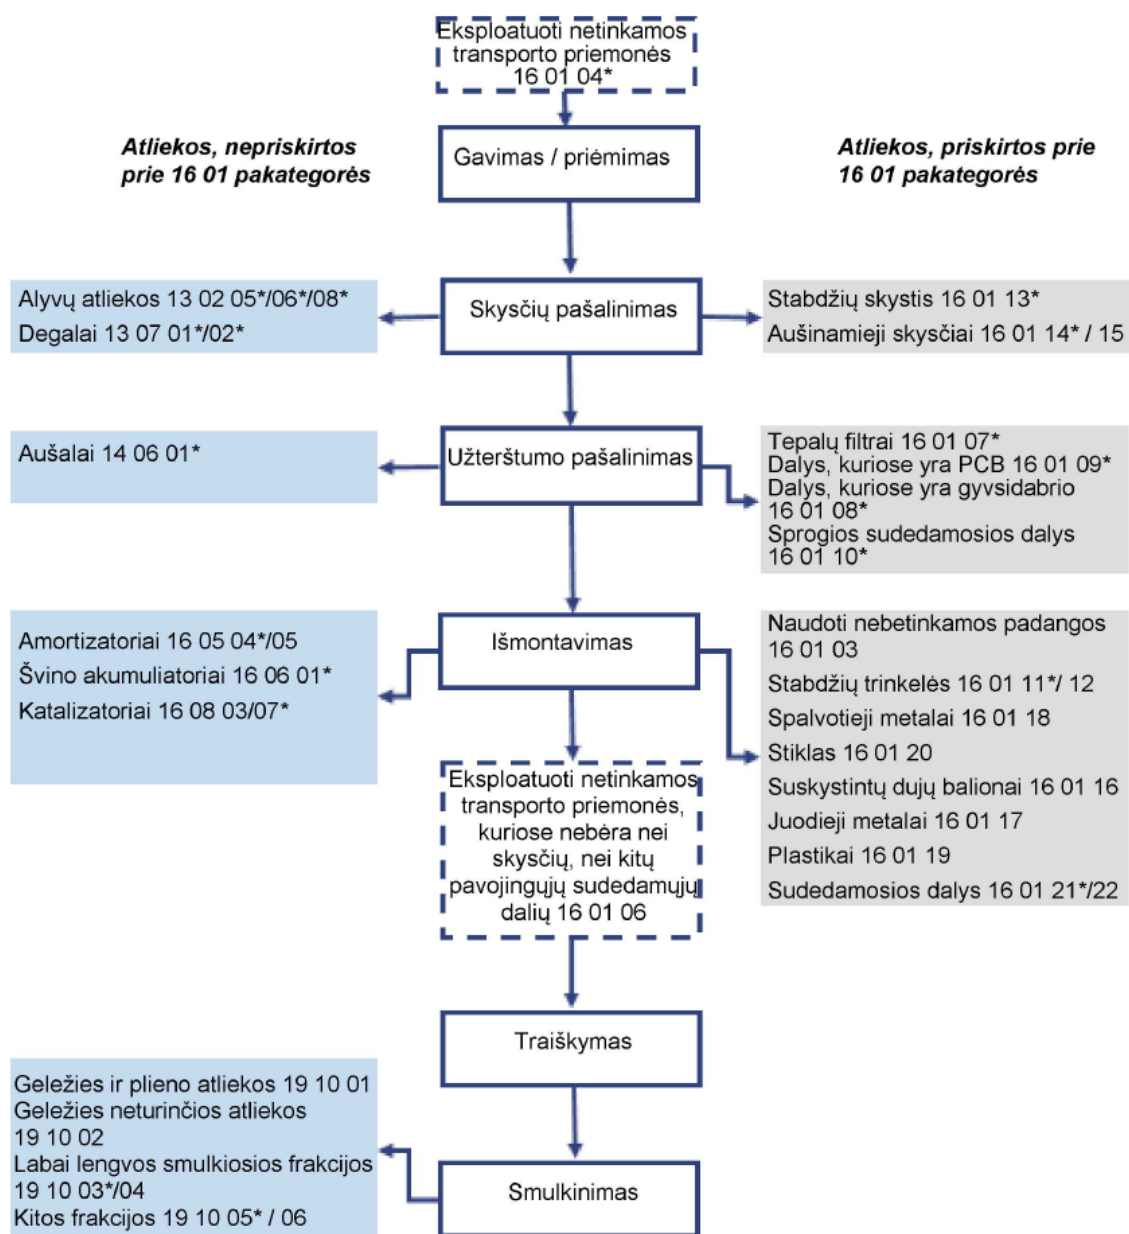 Eksploatuoti netinkamos
transporto priemonės
16 01 04*
Atliekos, nepriskirtos
prie 16 01 pakategorės
Gavimas / priėmimas
Atliekos, priskirtos prie
16 01 pakategorės
Alyvų atliekos 13 02 05*/06*/08*
Degalai 13 07 01*/02*
Skysčių pašalinimas
Stabdžių skystis 16 01 13*
Aušinamieji skysčiai 16 01 14* / 15
Aušalai 14 06 01*
Užterštumo pašalinimas
Tepalų filtrai 16 01 07*
Dalys, kuriose yra PCB 16 01 09*
Dalys, kuriose yra gyvsidabrio
16 01 08*
Sprogios sudedamosios dalys
16 01 10*
Amortizatoriai 16 05 04*/05
Švino akumuliatoriai 16 06 01*
Katalizatoriai 16 08 03/07*
Išmontavimas
Naudoti nebetinkamos padangos
16 01 03
Stabdžių trinkelės 16 01 11*/ 12
Spalvotieji metalai 16 01 18
Stiklas 16 01 20
Suskystintų dujų balionai 16 01 16
Juodieji metalai 16 01 17
Plastikai 16 01 19
Sudedamosios dalys 16 01 21*/22
Eksploatuoti netinkamos
transporto priemonės,
kuriose nebėra nei
skysčių, nei kitų
pavojingųjų sudedamųjų
dalių 16 01 06
Traiškymas
Geležies ir plieno atliekos 19 10 01
Geležies neturinčios atliekos
19 10 02
Labai lengvos smulkiosios frakcijos
19 10 03*/04
Kitos frakcijos 19 10 05* / 06
Smulkinimas